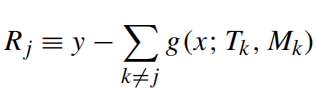 R_j ≡ y − ∑_{k≠j} g(x; T_k, M_k)